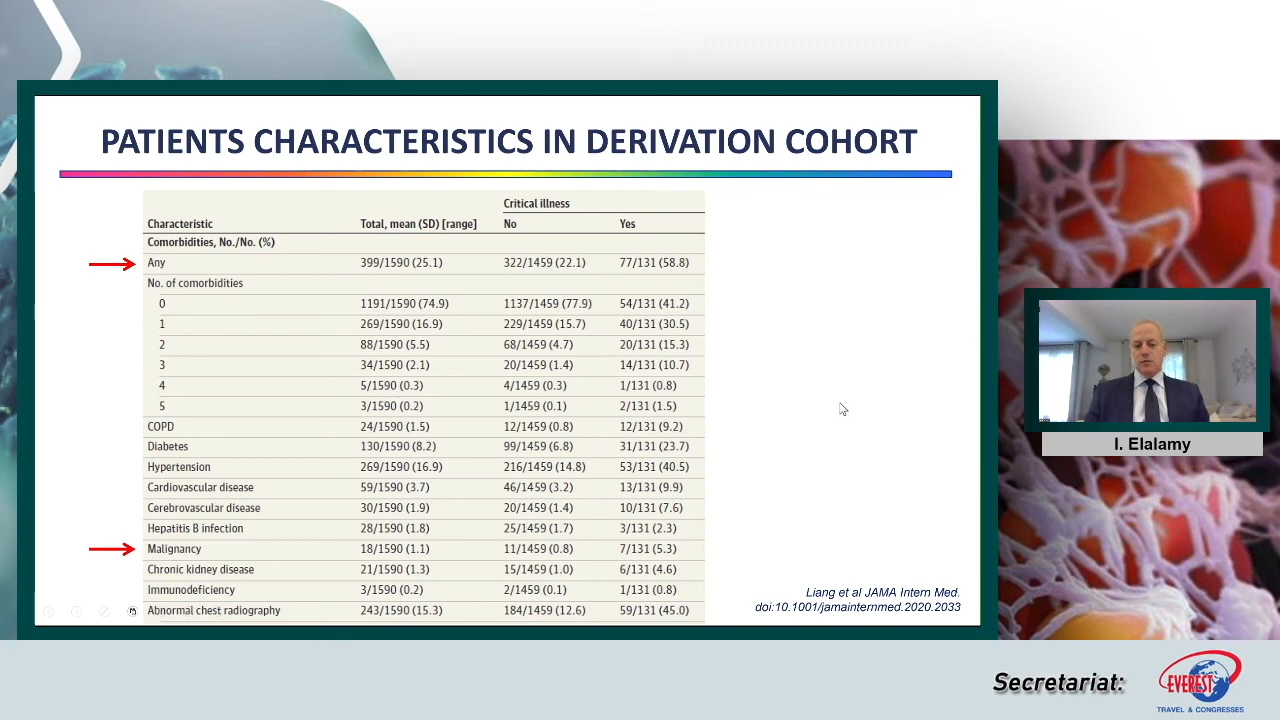 PATIENTS CHARACTERISTICS IN DERIVATION COHORT
Critical illness
Characteristic Total, mean (SD) [range] No Yes
Comorbidities, No./No. (%)
Any 399/1590 (25.1) 322/1459 (22.1) 77/131 (58.8)
No. of comorbidities
0 1191/1590 (74.9) 1137/1459 (77.9) 54/131 (41.2)
1 269/1590 (16.9) 229/1459 (15.7) 40/131 (30.5)
2 88/1590 (5.5) 68/1459 (4.7) 20/131 (15.3)
3 34/1590 (2.1) 20/1459 (1.4) 14/131 (10.7)
4 5/1590 (0.3) 4/1459 (0.3) 1/131 (0.8)
5 3/1590 (0.2) 1/1459 (0.1) 2/131 (1.5)
COPD 24/1590 (1.5) 12/1459 (0.8) 12/131 (9.2)
Diabetes 130/1590 (8.2) 99/1459 (6.8) 31/131 (23.7)
Hypertension 269/1590 (16.9) 216/1459 (14.8) 53/131 (40.5)
Cardiovascular disease 59/1590 (3.7) 46/1459 (3.2) 13/131 (9.9)
Cerebrovascular disease 30/1590 (1.9) 20/1459 (1.4) 10/131 (7.6)
Hepatitis B infection 28/1590 (1.8) 25/1459 (1.7) 3/131 (2.3)
Malignancy 18/1590 (1.1) 11/1459 (0.8) 7/131 (5.3)
Chronic kidney disease 21/1590 (1.3) 15/1459 (1.0) 6/131 (4.6)
Immunodeficiency 3/1590 (0.2) 2/1459 (0.1) 1/131 (0.8)
Abnormal chest radiography 243/1590 (15.3) 184/1459 (12.6) 59/131 (45.0)
Liang et al JAMA Intern Med.
doi:10.1001/jamainternmed.2020.2033
I. Elalamy
Secretariat:
EVEREST
TRAVEL & CONGRESSES